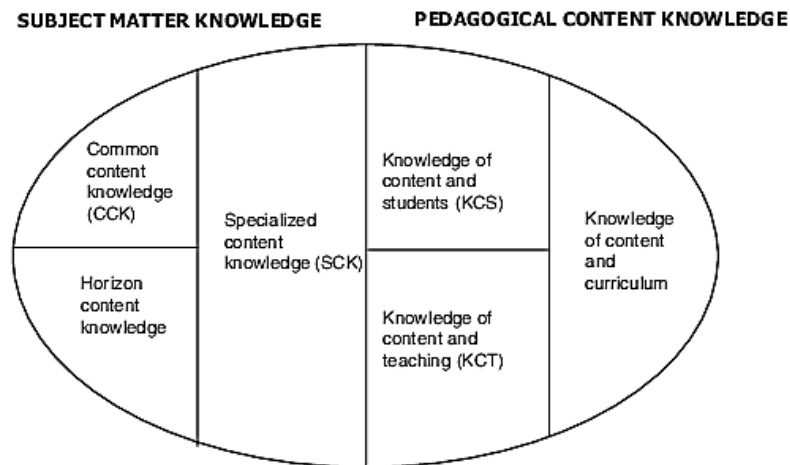 SUBJECT MATTER KNOWLEDGE
PEDAGOGICAL CONTENT KNOWLEDGE
Common
content
knowledge
(CCK)
Horizon
content
knowledge
Specialized
content
knowledge (SCK)
Knowledge of
content and
students (KCS)
Knowledge of
content and
teaching (KCT)
Knowledge
of content
and
curriculum